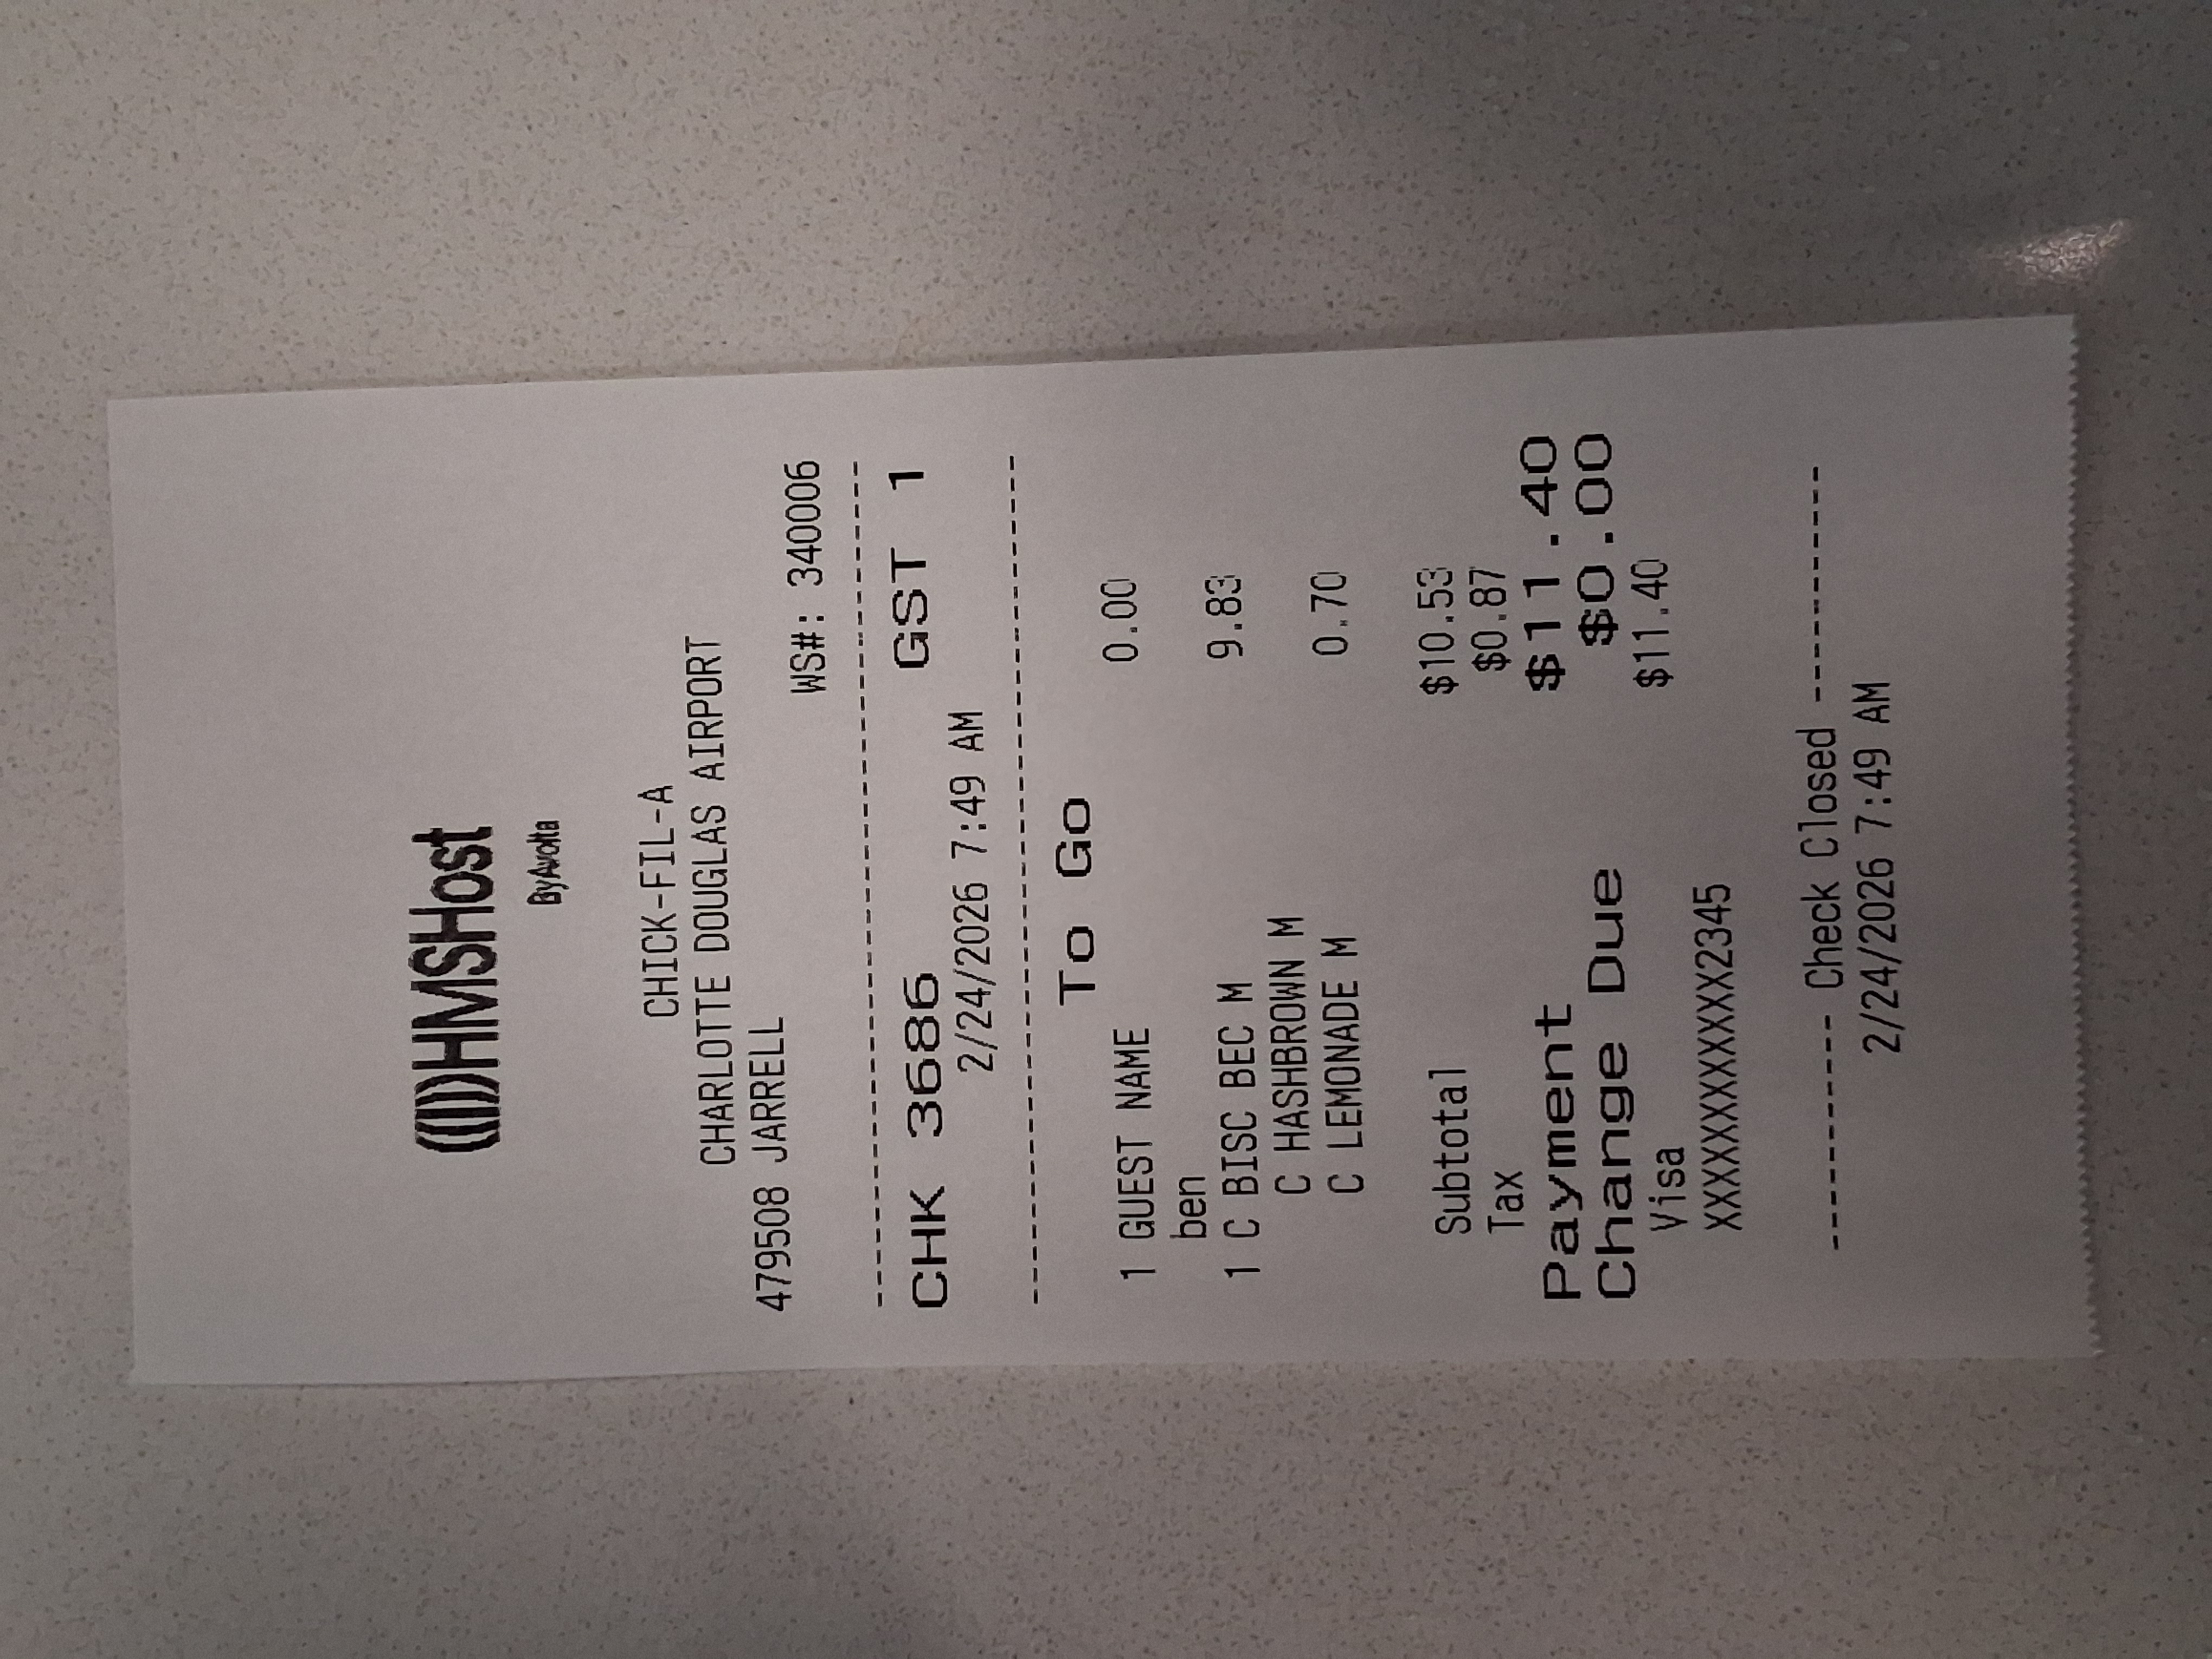 HMSHost
By Avolta
CHICK-FIL-A
CHARLOTTE DOUGLAS AIRPORT
479508 JARRELL
WS#: 340006
----------------------------------------
CHK 3686 GST 1
2/24/2026 7:49 AM
----------------------------------------
To Go
1 GUEST NAME 0.00
ben
1 C BISC BEC M 9.83
C HASHBROWN M
C LEMONADE M 0.70
Subtotal $10.53
Tax $0.87
Payment $11.40
Change Due $0.00
Visa $11.40
XXXXXXXXXXXX2345
----------- Check Closed -----------
2/24/2026 7:49 AM